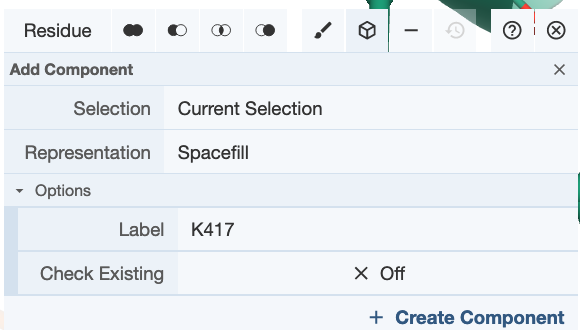 Residue
Add Component
Selection Current Selection
Representation Spacefill
Options
Label K417
Check Existing Off
Create Component